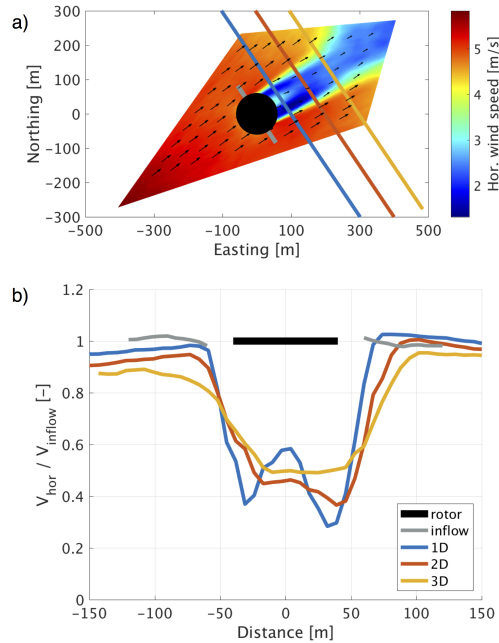 a)
300
200
100
0
-100
-200
-300
Northing [m]
-500
-300
-100
100
300
500
Easting [m]
5
4
3
2
Hor. wind speed [m/s]
b)
1.2
1
0.8
0.6
0.4
0.2
0
V_hor / V_inflow [-]
-150
-100
-50
0
50
100
150
Distance [m]
rotor
inflow
1D
2D
3D